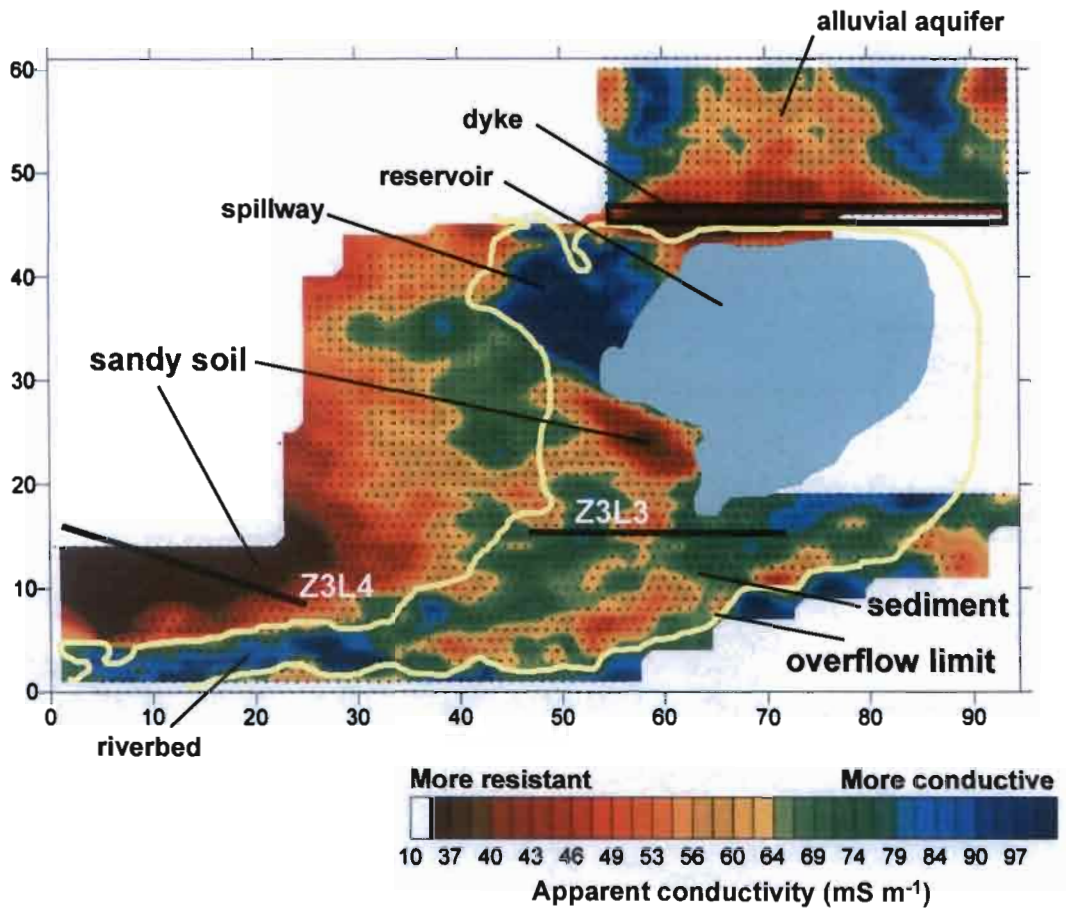 alluvial aquifer
60
dyke
50
reservoir
spillway
40
sandy soil
30
20
Z3L3
10
Z3L4
sediment
overflow limit
0
0 10 20 30 40 50 60 70 80 90
riverbed
More resistant More conductive
10 37 40 43 46 49 53 56 60 64 69 74 79 84 90 97
Apparent conductivity (mS m-1)